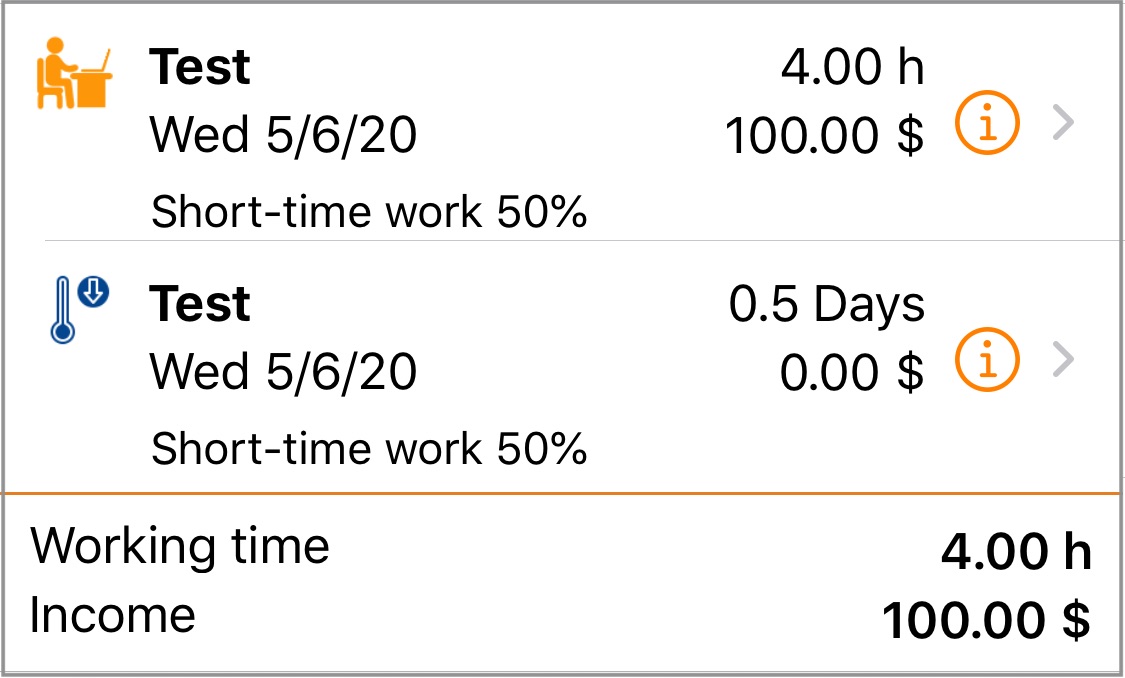 Test 4.00 h
Wed 5/6/20 100.00 $
Short-time work 50%
Test 0.5 Days
Wed 5/6/20 0.00 $
Short-time work 50%
Working time 4.00 h
Income 100.00 $